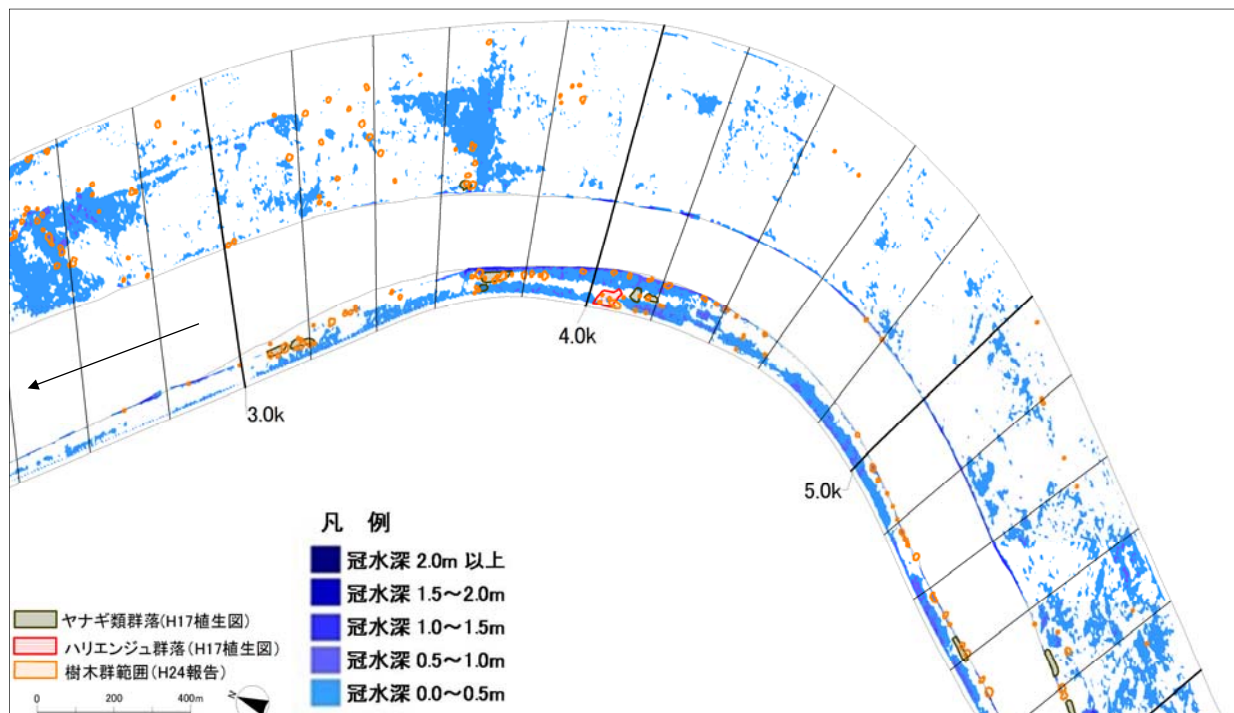 4.0k
3.0k
5.0k
凡 例
冠水深 2.0m 以上
冠水深 1.5～2.0m
冠水深 1.0～1.5m
冠水深 0.5～1.0m
冠水深 0.0～0.5m
ヤナギ類群落(H17植生図)
ハリエンジュ群落(H17植生図)
樹木群範囲(H24報告)
0 200 400m
N